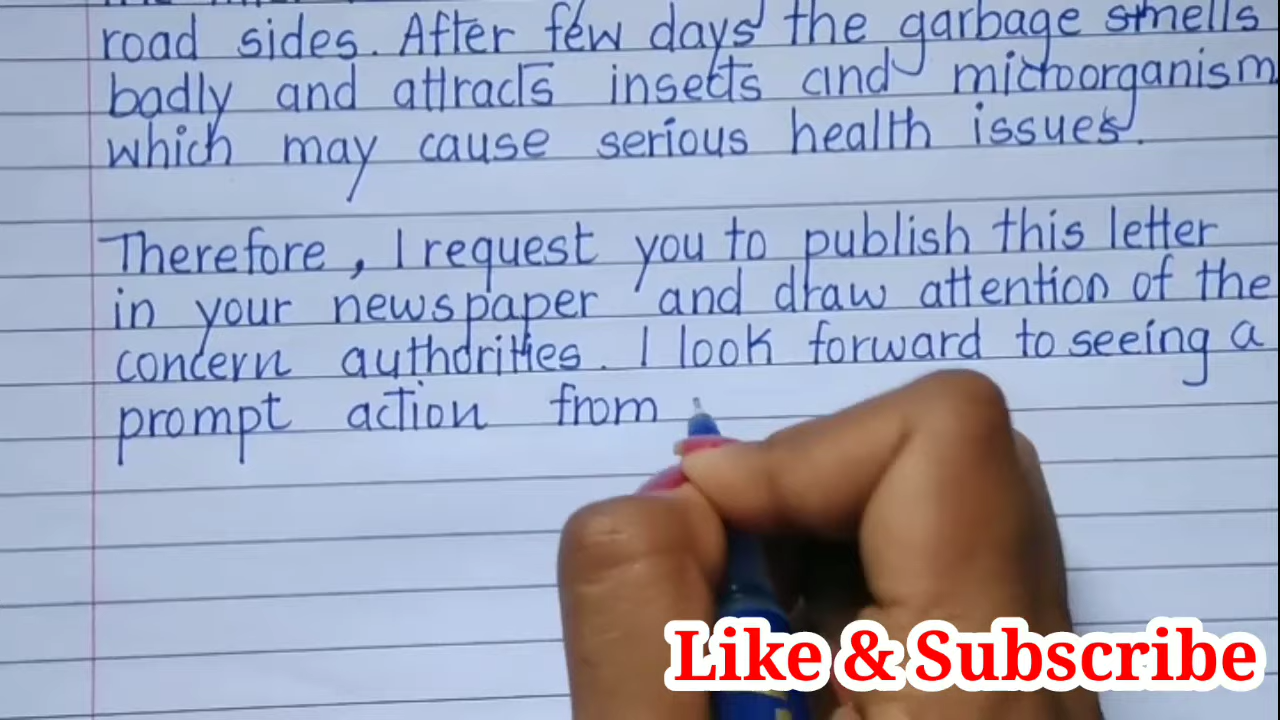 road sides. After few days the garbage smells
badly and attracts insects and microorganism
which may cause serious health issues.
Therefore, I request you to publish this letter
in your newspaper and draw attention of the
concern authorities. I look forward to seeing a
prompt action from
Like & Subscribe